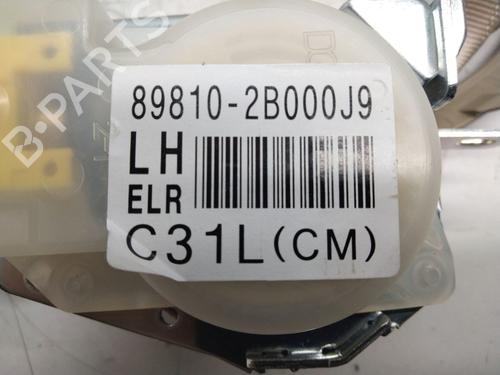 89810-2B000J9
LH
ELR
C31L(CM)
B-PARTS